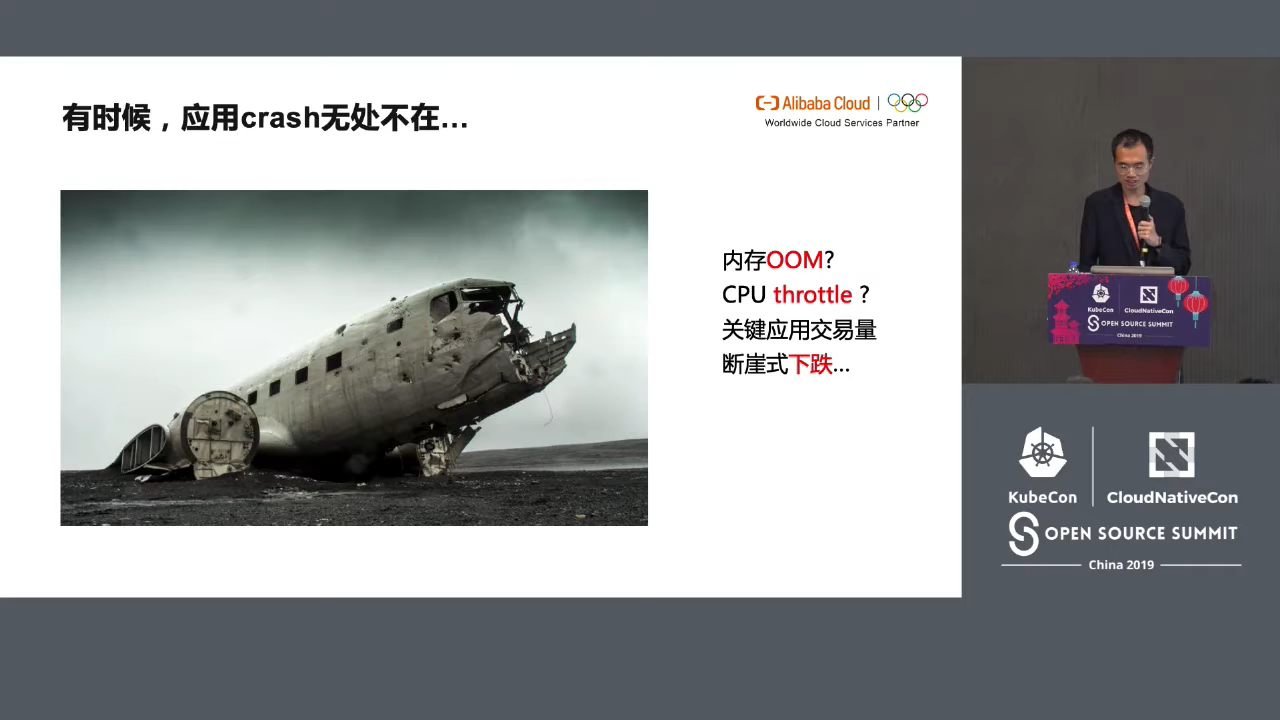 有时候，应用crash无处不在...
Alibaba Cloud
Worldwide Cloud Services Partner
内存OOM?
CPU throttle ?
关键应用交易量
断崖式下跌...
KubeCon
CloudNativeCon
OPEN SOURCE SUMMIT
China 2019
KubeCon
CloudNativeCon
OPEN SOURCE SUMMIT
China 2019